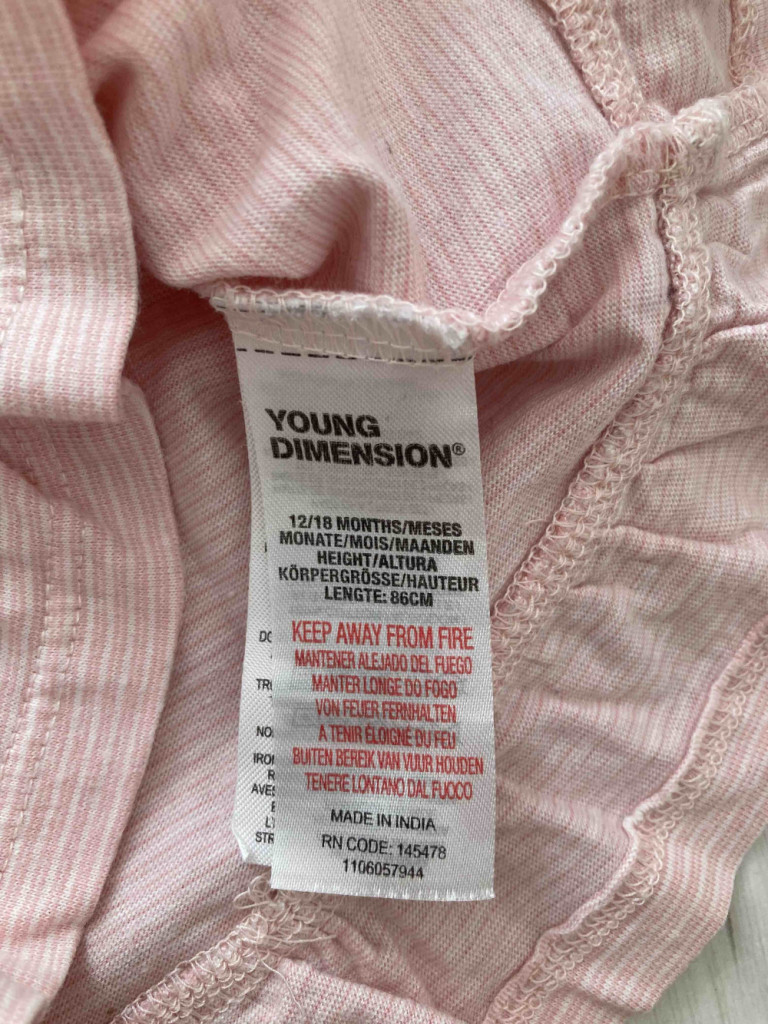 YOUNG
DIMENSION®
12/18 MONTHS/MESES
MONATE/MOIS/MAANDEN
HEIGHT/ALTURA
KÖRPERGRÖSSE/HAUTEUR
LENGTE: 86CM
KEEP AWAY FROM FIRE
MANTENER ALEJADO DEL FUEGO
MANTER LONGE DO FOGO
VON FEUER FERNHALTEN
A TENIR ÉLOIGNÉ DU FEU
BUITEN BEREIK VAN VUUR HOUDEN
TENERE LONTANO DAL FUOCO
MADE IN INDIA
RN CODE: 145478
1106057944